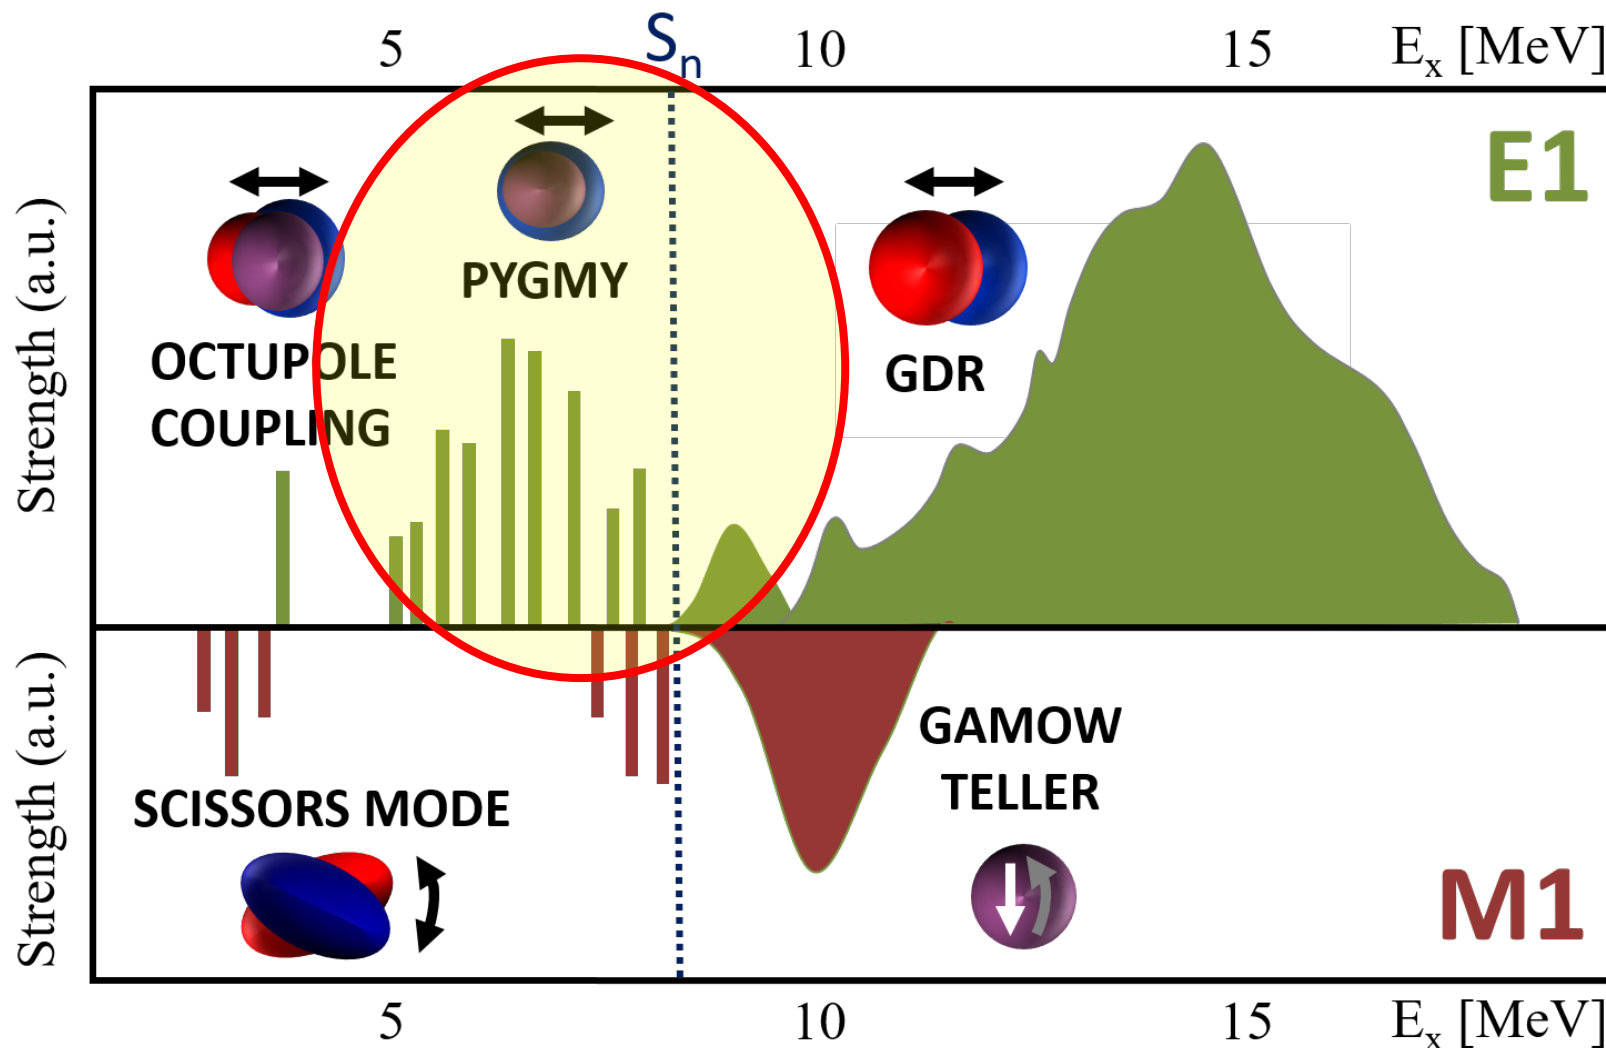 5 Sn 10 15 Ex [MeV]
E1
Strength (a.u.)
PYGMY
OCTUPOLE
COUPLING
GDR
Strength (a.u.)
SCISSORS MODE
GAMOW
TELLER
M1
5 10 15 Ex [MeV]